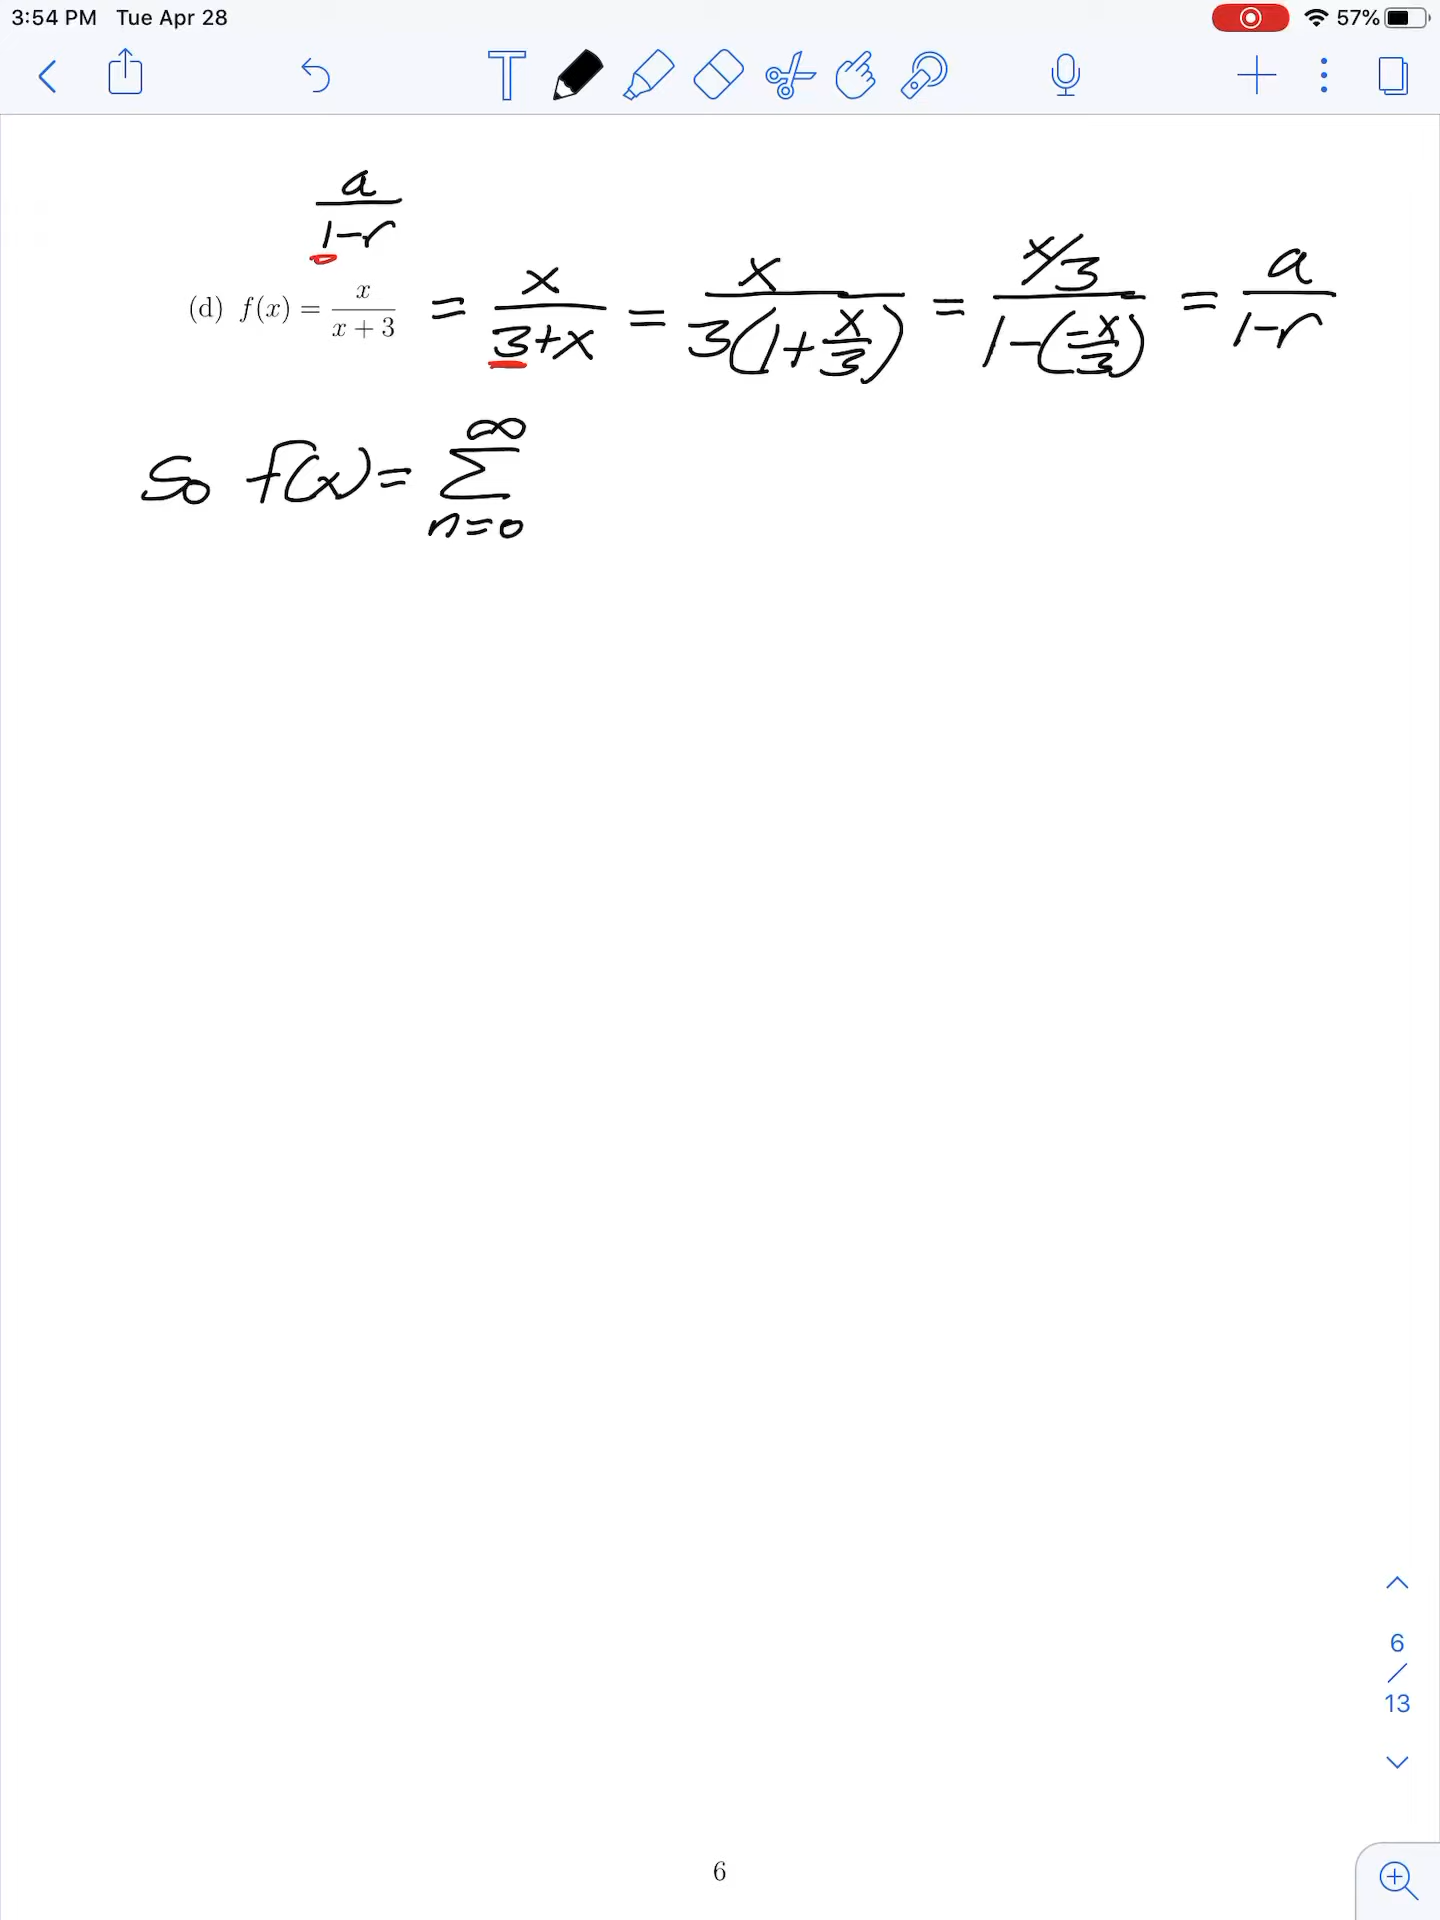 3:54 PM Tue Apr 28 57%
T
a/(1-r)
(d) f(x) = x/(x + 3) = x/(3+x) = x/(3(1+x/3)) = (x/3)/(1-(-x/3)) = a/(1-r)
So f(x) = ∑_{n=0}^{∞}
6
/
13
6